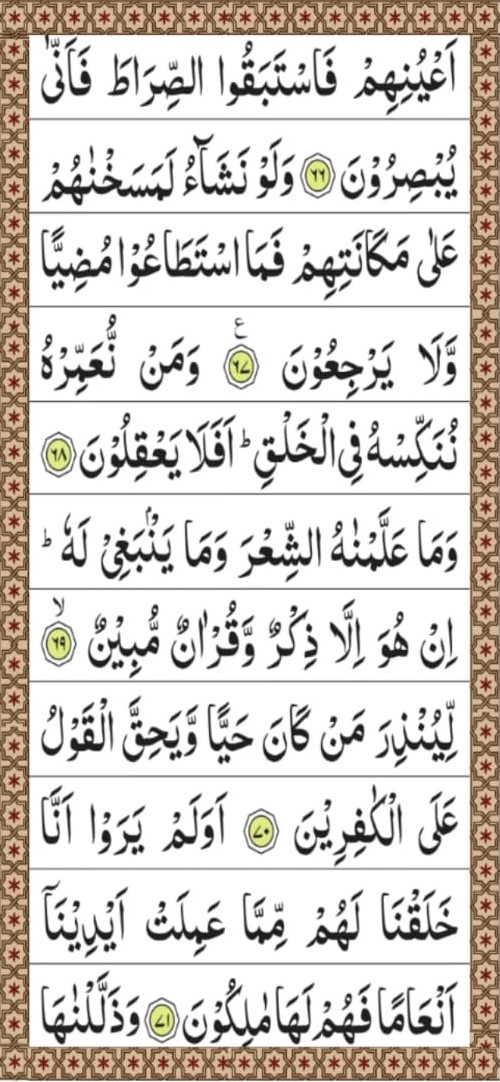 اَعْيُنِهِمْ فَاسْتَبَقُوا الصِّرَاطَ فَاَنّٰى
يُبْصِرُوْنَ ﴿٦٦﴾ وَلَوْ نَشَآءُ لَمَسَخْنٰهُمْ
عَلٰى مَكَانَتِهِمْ فَمَا اسْتَطَاعُوْا مُضِيًّا
وَّلَا يَرْجِعُوْنَ ﴿٦٧﴾ ع وَمَنْ نُّعَمِّرْهُ
نُنَكِّسْهُ فِي الْخَلْقِ ؕ اَفَلَا يَعْقِلُوْنَ ﴿٦٨﴾
وَمَا عَلَّمْنٰهُ الشِّعْرَ وَمَا يَنْۢبَغِىْ لَهٗ ؕ
اِنْ هُوَ اِلَّا ذِكْرٌ وَّقُرْاٰنٌ مُّبِيْنٌ ۙ﴿٦٩﴾
لِّيُنْذِرَ مَنْ كَانَ حَيًّا وَّيَحِقَّ الْقَوْلُ
عَلَى الْكٰفِرِيْنَ ﴿٧٠﴾ اَوَلَمْ يَرَوْا اَنَّا
خَلَقْنَا لَهُمْ مِّمَّا عَمِلَتْ اَيْدِيْنَاۤ
اَنْعَامًا فَهُمْ لَهَا مٰلِكُوْنَ ﴿٧١﴾ وَذَلَّلْنٰهَا